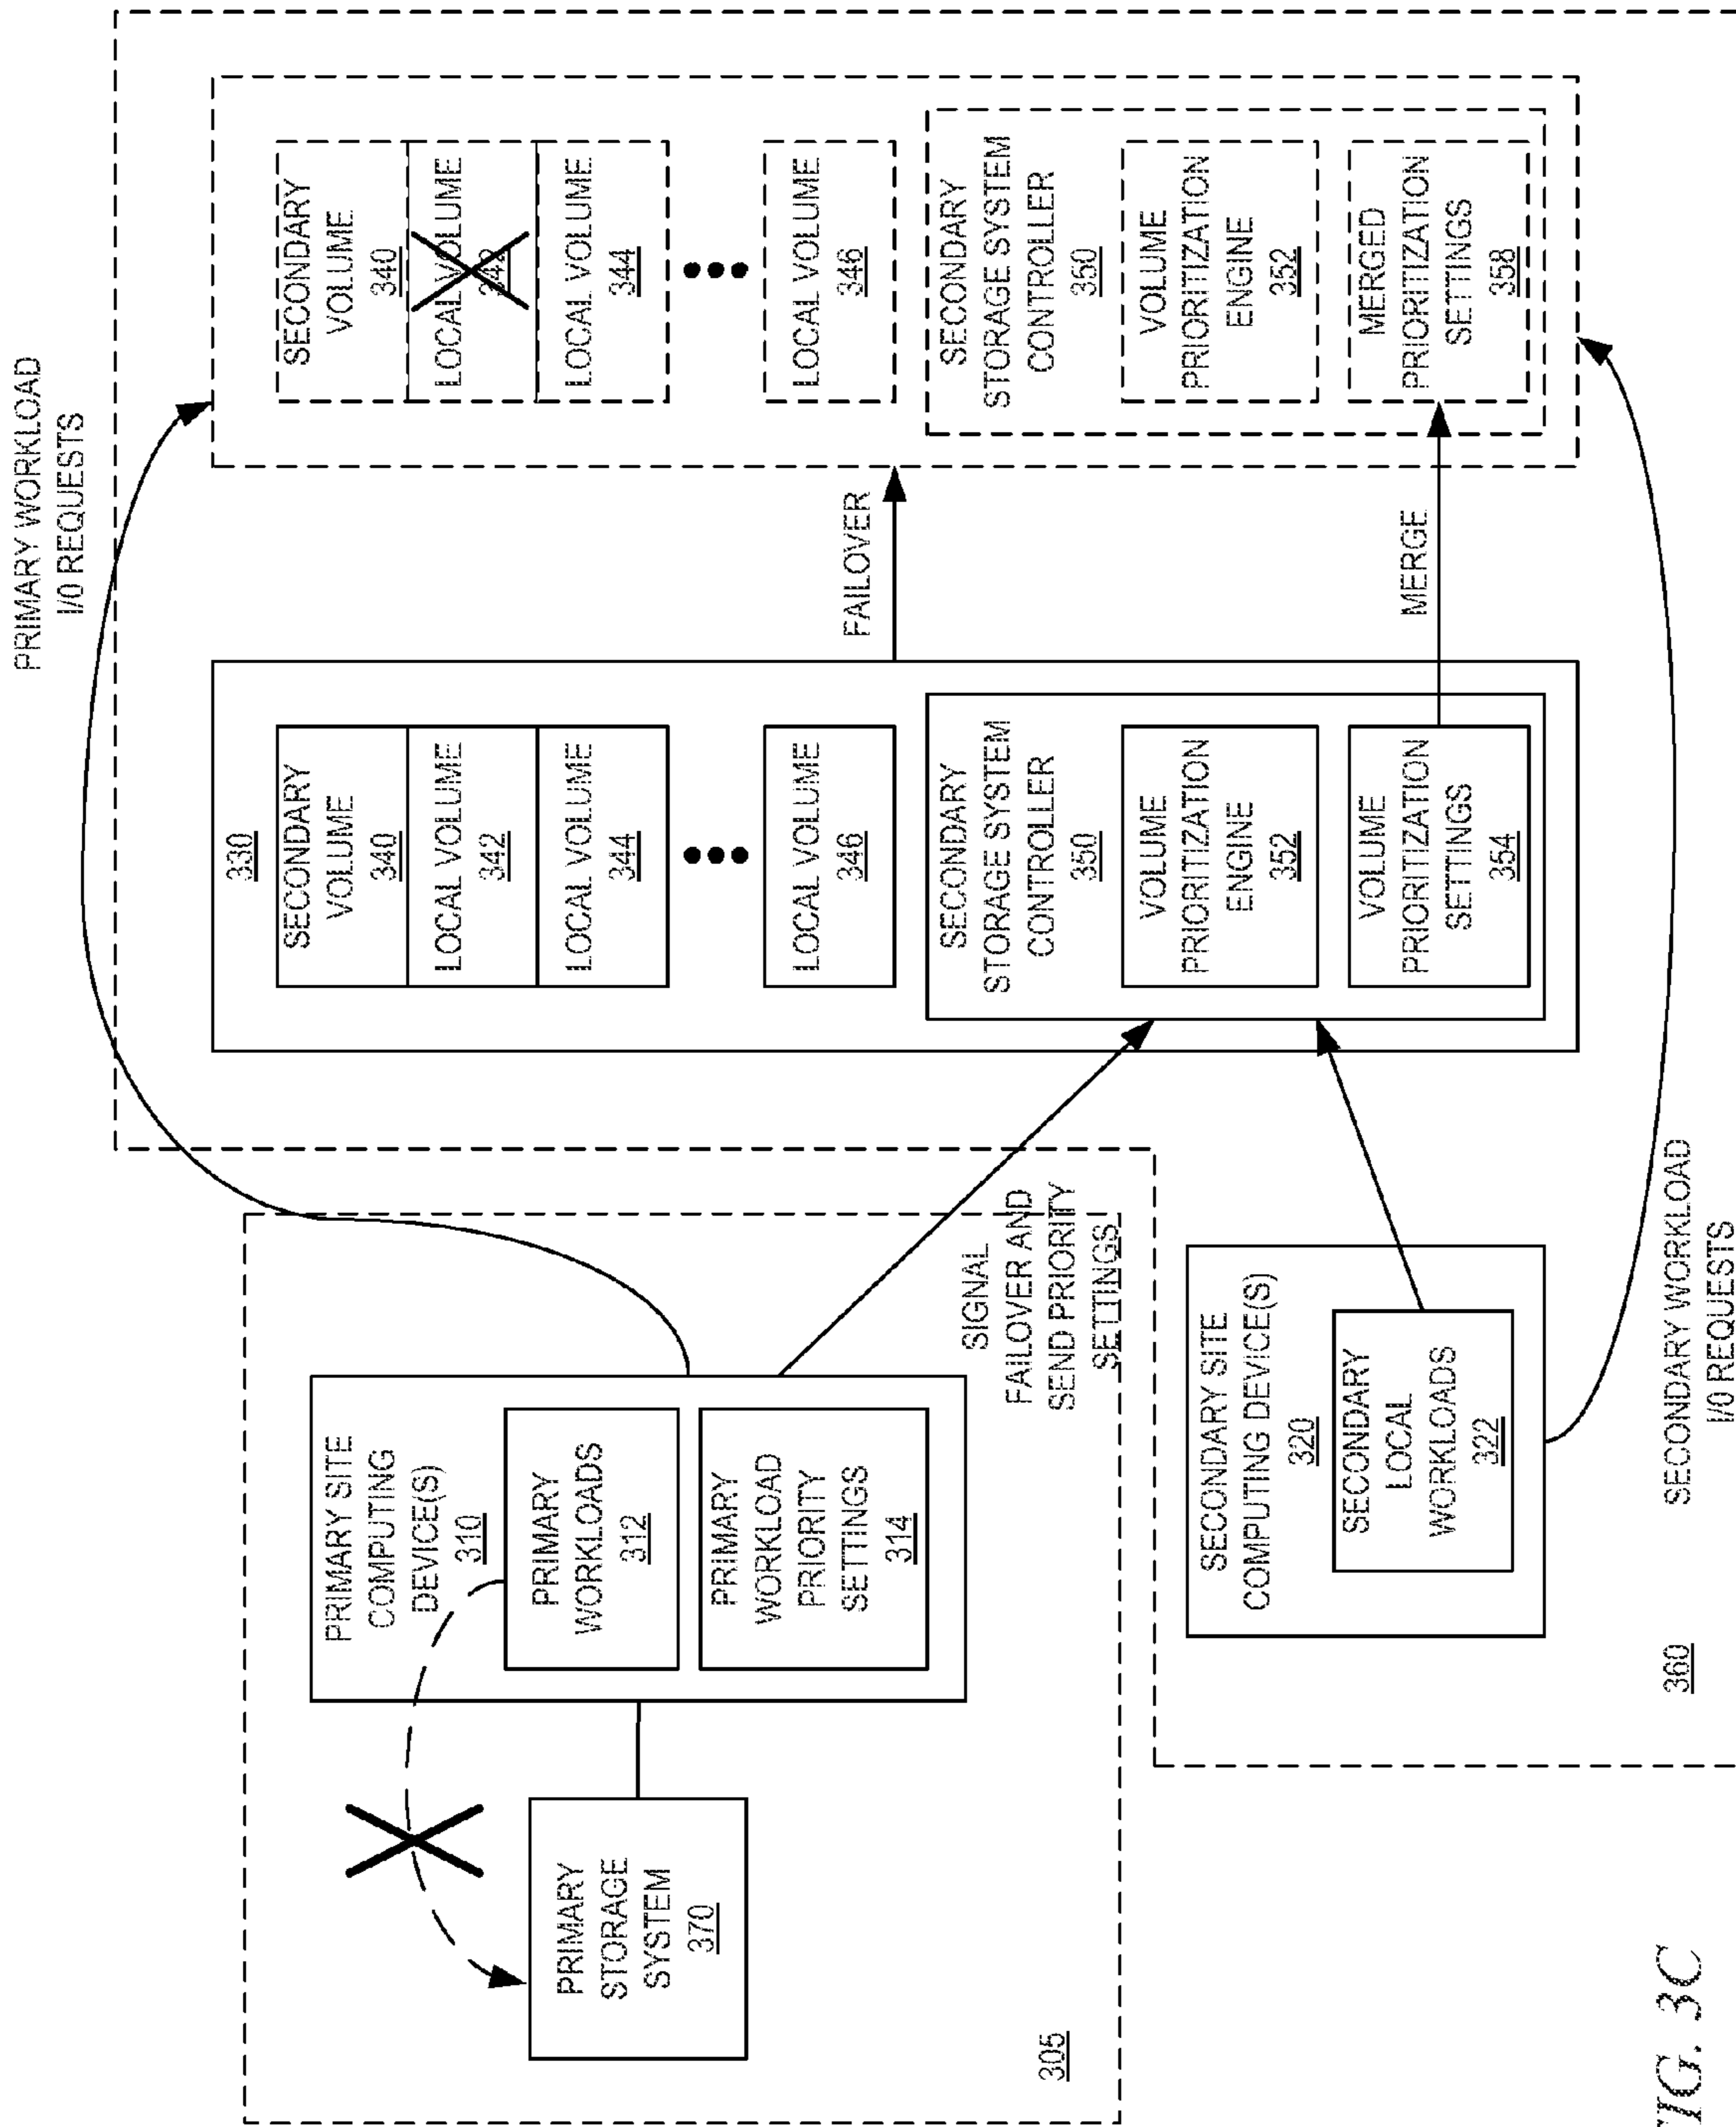 PRIMARY WORKLOAD
I/O REQUESTS
305
PRIMARY
STORAGE
SYSTEM
370
PRIMARY SITE
COMPUTING
DEVICE(S)
310
PRIMARY
WORKLOADS
312
PRIMARY
WORKLOAD
PRIORITY
SETTINGS
314
SIGNAL
FAILOVER AND
SEND PRIORITY
SETTINGS
330
SECONDARY
VOLUME
340
LOCAL VOLUME
342
LOCAL VOLUME
344
LOCAL VOLUME
346
SECONDARY
STORAGE SYSTEM
CONTROLLER
350
VOLUME
PRIORITIZATION
ENGINE
352
VOLUME
PRIORITIZATION
SETTINGS
354
FAILOVER
MERGE
SECONDARY
VOLUME
340
LOCAL VOLUME
342
LOCAL VOLUME
344
LOCAL VOLUME
346
SECONDARY
STORAGE SYSTEM
CONTROLLER
350
VOLUME
PRIORITIZATION
ENGINE
352
MERGED
PRIORITIZATION
SETTINGS
358
SECONDARY SITE
COMPUTING DEVICE(S)
320
SECONDARY
LOCAL
WORKLOADS
322
360
SECONDARY WORKLOAD
I/O REQUESTS
FIG. 3C